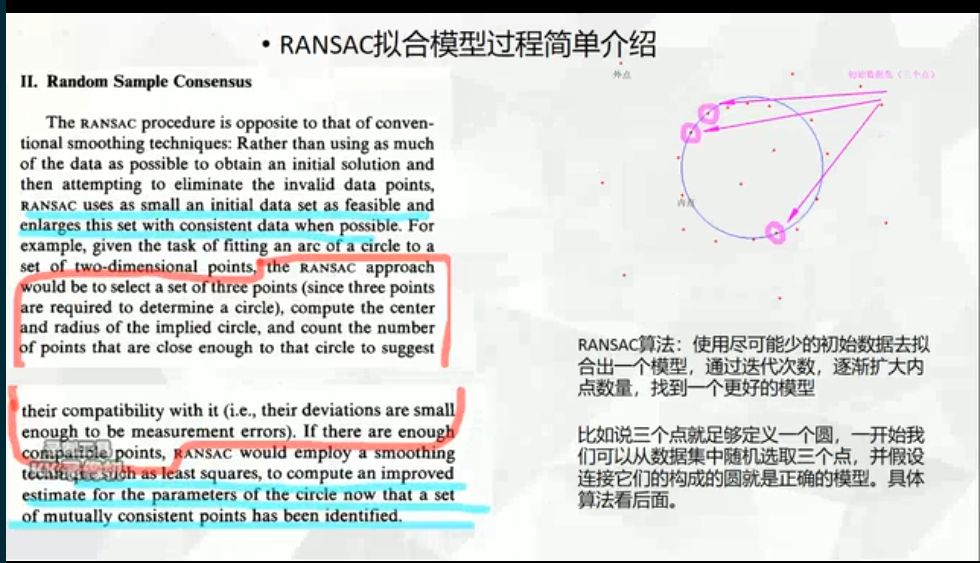 • RANSAC拟合模型过程简单介绍
II. Random Sample Consensus
The RANSAC procedure is opposite to that of conven-
tional smoothing techniques: Rather than using as much
of the data as possible to obtain an initial solution and
then attempting to eliminate the invalid data points,
RANSAC uses as small an initial data set as feasible and
enlarges this set with consistent data when possible. For
example, given the task of fitting an arc of a circle to a
set of two-dimensional points, the RANSAC approach
would be to select a set of three points (since three points
are required to determine a circle), compute the center
and radius of the implied circle, and count the number
of points that are close enough to that circle to suggest
their compatibility with it (i.e., their deviations are small
enough to be measurement errors). If there are enough
compatible points, RANSAC would employ a smoothing
such as least squares, to compute an improved
estimate for the parameters of the circle now that a set
of mutually consistent points has been identified.
外点
初始数据集（三个点）
内点
RANSAC算法：使用尽可能少的初始数据去拟
合出一个模型，通过迭代次数，逐渐扩大内
点数量，找到一个更好的模型
比如说三个点就足够定义一个圆，一开始我
们可以从数据集中随机选取三个点，并假设
连接它们的构成的圆就是正确的模型。具体
算法看后面。